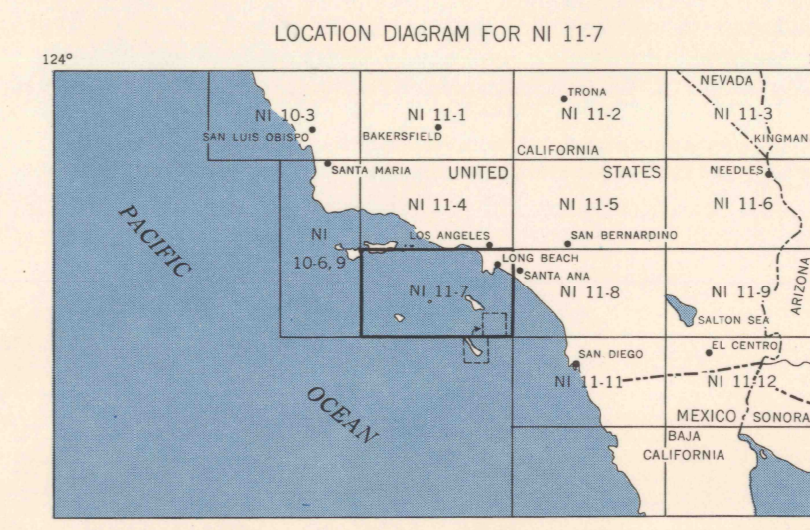 LOCATION DIAGRAM FOR NI 11-7
124°
NEVADA
TRONA
NI 10-3
NI 11-1
NI 11-2
NI 11-3
SAN LUIS OBISPO
BAKERSFIELD
KINGMAN
CALIFORNIA
SANTA MARIA
UNITED
STATES
NEEDLES
NI 11-4
NI 11-5
NI 11-6
PACIFIC
NI
10-6, 9
LOS ANGELES
SAN BERNARDINO
LONG BEACH
SANTA ANA
ARIZONA
NI 11-7
NI 11-8
NI 11-9
SALTON SEA
EL CENTRO
SAN DIEGO
NI 11-11
NI 11-12
OCEAN
MEXICO
SONORA
BAJA
CALIFORNIA